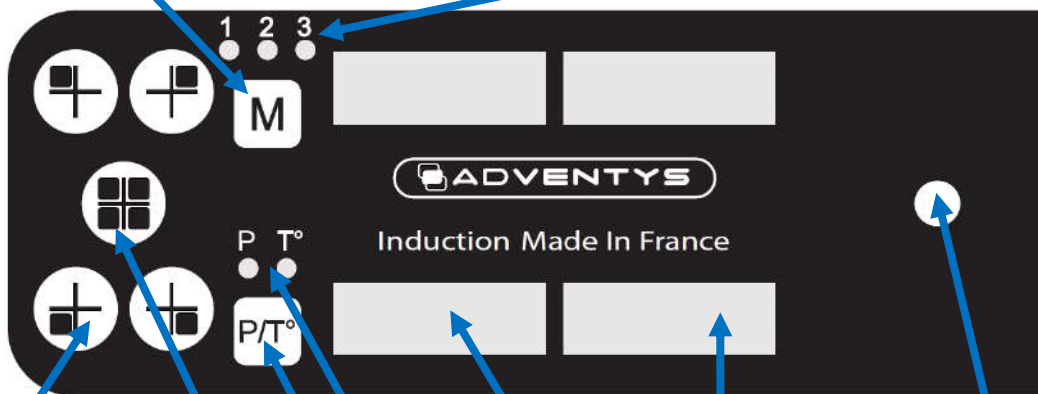 1 2 3
M
ADVENTYS
P T°
Induction Made In France
P/T°